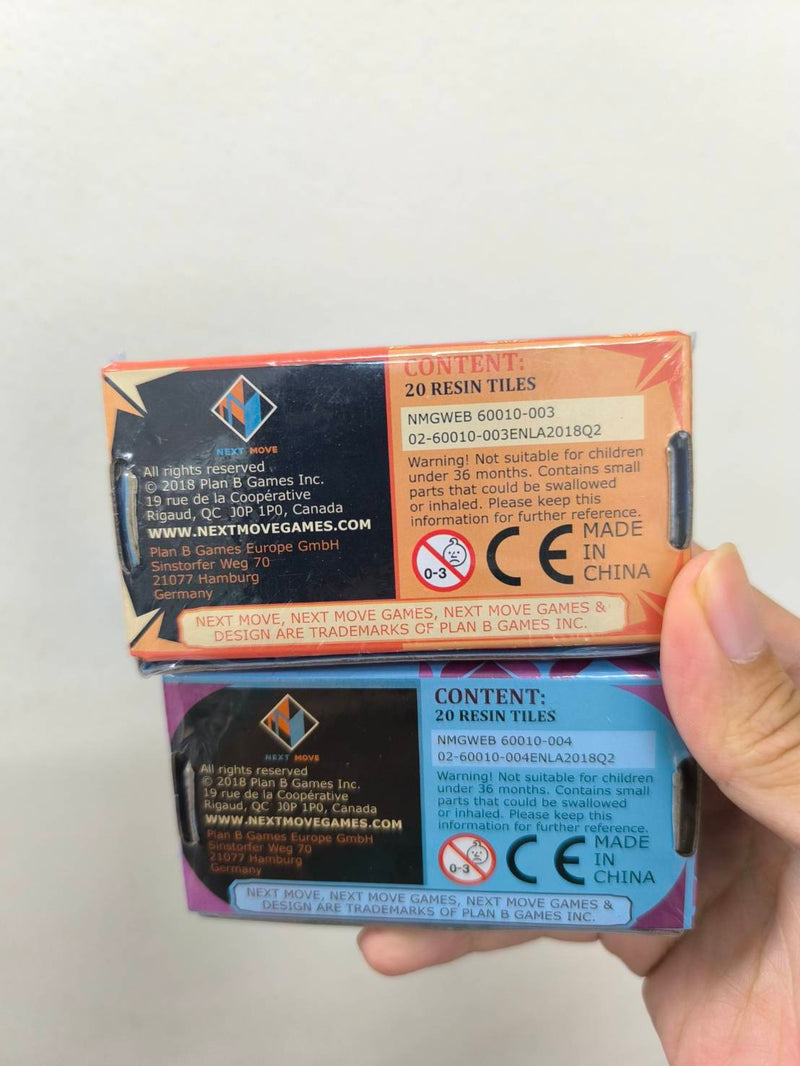 NEXT MOVE
All rights reserved
© 2018 Plan B Games Inc.
19 rue de la Coopérative
Rigaud, QC J0P 1P0, Canada
WWW.NEXTMOVEGAMES.COM
Plan B Games Europe GmbH
Sinstorfer Weg 70
21077 Hamburg
Germany
CONTENT:
20 RESIN TILES
NMGWEB 60010-003
02-60010-003ENLA2018Q2
Warning! Not suitable for children
under 36 months. Contains small
parts that could be swallowed
or inhaled. Please keep this
information for further reference.
0-3
CE
MADE
IN
CHINA
NEXT MOVE, NEXT MOVE GAMES, NEXT MOVE GAMES &
DESIGN ARE TRADEMARKS OF PLAN B GAMES INC.
NEXT MOVE
All rights reserved
© 2018 Plan B Games Inc.
19 rue de la Coopérative
Rigaud, QC J0P 1P0, Canada
WWW.NEXTMOVEGAMES.COM
Plan B Games Europe GmbH
Sinstorfer Weg 70
21077 Hamburg
Germany
CONTENT:
20 RESIN TILES
NMGWEB 60010-004
02-60010-004ENLA2018Q2
Warning! Not suitable for children
under 36 months. Contains small
parts that could be swallowed
or inhaled. Please keep this
information for further reference.
0-3
CE
MADE
IN
CHINA
NEXT MOVE, NEXT MOVE GAMES, NEXT MOVE GAMES &
DESIGN ARE TRADEMARKS OF PLAN B GAMES INC.